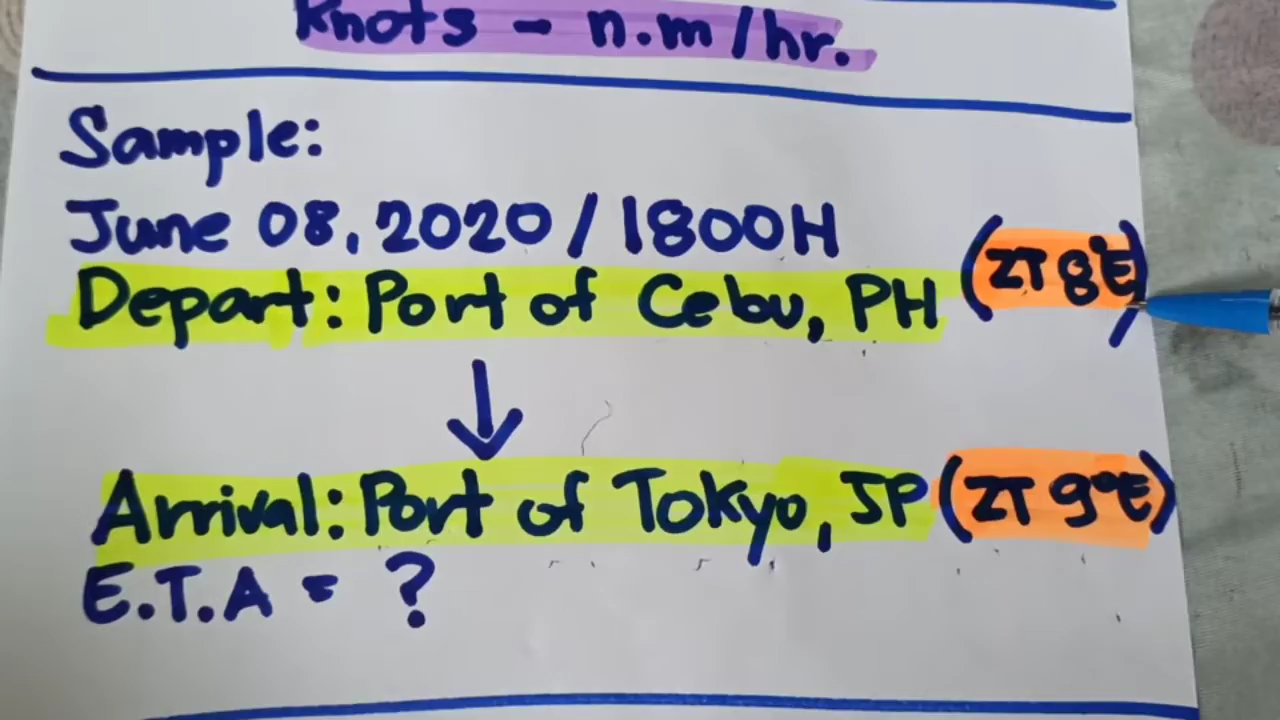 Knots - n.m/hr.
Sample:
June 08, 2020 / 1800H
Depart: Port of Cebu, PH (ZT 8°E)
Arrival: Port of Tokyo, JP (ZT 9°E)
E.T.A = ?